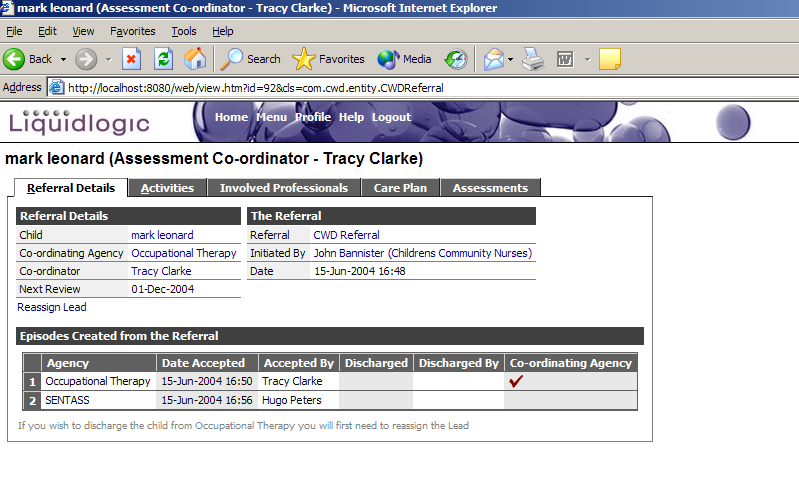 mark leonard (Assessment Co-ordinator - Tracy Clarke) - Microsoft Internet Explorer
File Edit View Favorites Tools Help
Back Search Favorites Media
Address http://localhost:8080/web/view.htm?id=92&cls=com.cwd.entity.CWDReferral
Liquidlogic Home Menu Profile Help Logout
mark leonard (Assessment Co-ordinator - Tracy Clarke)
Referral Details Activities Involved Professionals Care Plan Assessments
Referral Details The Referral
Child mark leonard Referral CWD Referral
Co-ordinating Agency Occupational Therapy Initiated By John Bannister (Childrens Community Nurses)
Co-ordinator Tracy Clarke Date 15-Jun-2004 16:48
Next Review 01-Dec-2004
Reassign Lead
Episodes Created from the Referral
Agency Date Accepted Accepted By Discharged Discharged By Co-ordinating Agency
1 Occupational Therapy 15-Jun-2004 16:50 Tracy Clarke
2 SENTASS 15-Jun-2004 16:56 Hugo Peters
If you wish to discharge the child from Occupational Therapy you will first need to reassign the Lead